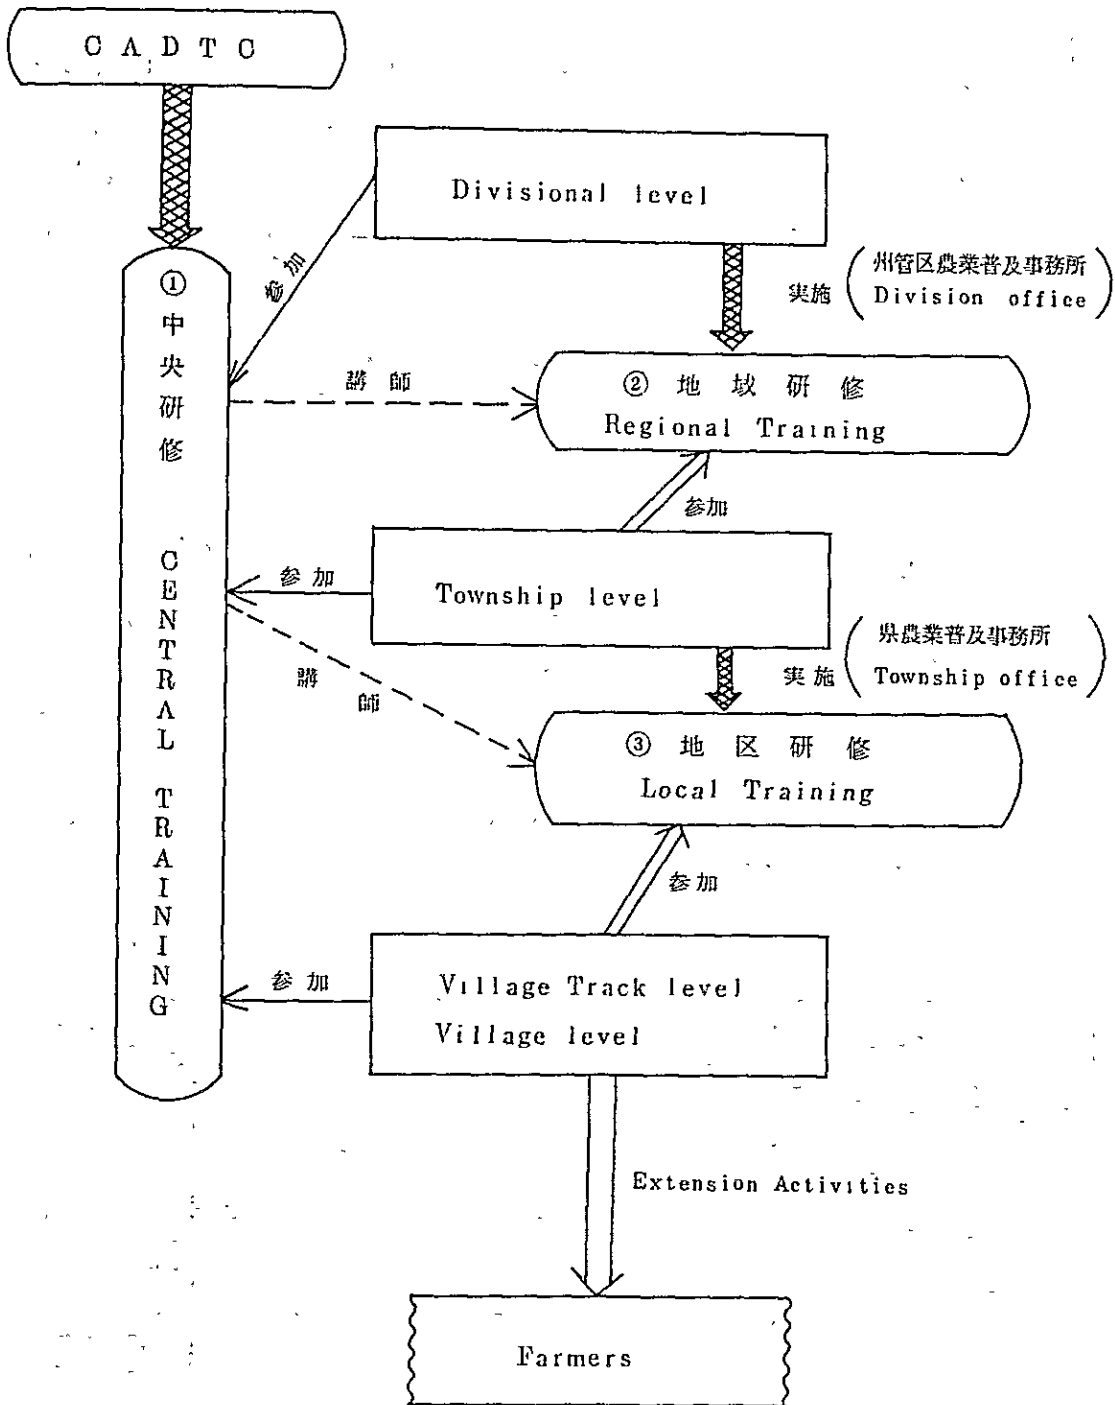 CADTC
Divisional level
参加
実施
州管区農業普及事務所
Division office
①中央研修 CENTRAL TRAINING
講師
② 地域研修
Regional Training
参加
Township level
参加
実施
県農業普及事務所
Township office
講師
③ 地区研修
Local Training
参加
Village Track level
Village level
参加
Extension Activities
Farmers